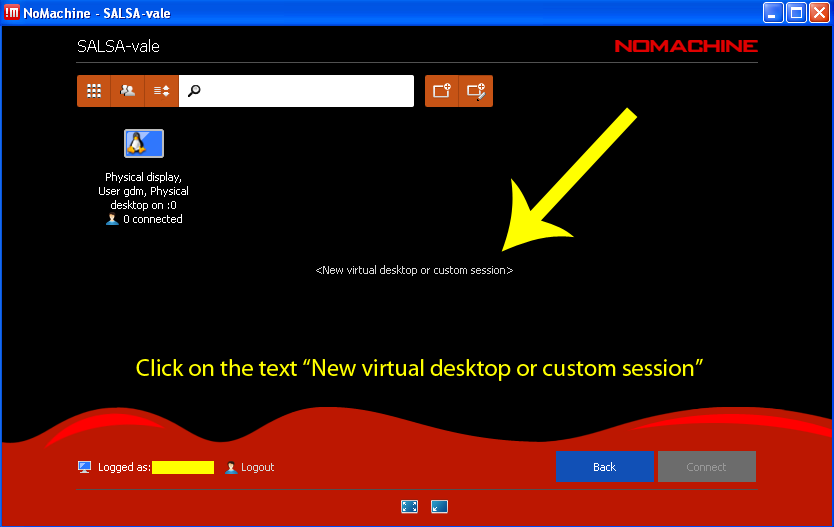 NoMachine - SALSA-vale
SALSA-vale
NOMACHINE
Physical display,
User gdm, Physical
desktop on :0
0 connected
<New virtual desktop or custom session>
Click on the text “New virtual desktop or custom session”
Logged as:
Logout
Back
Connect